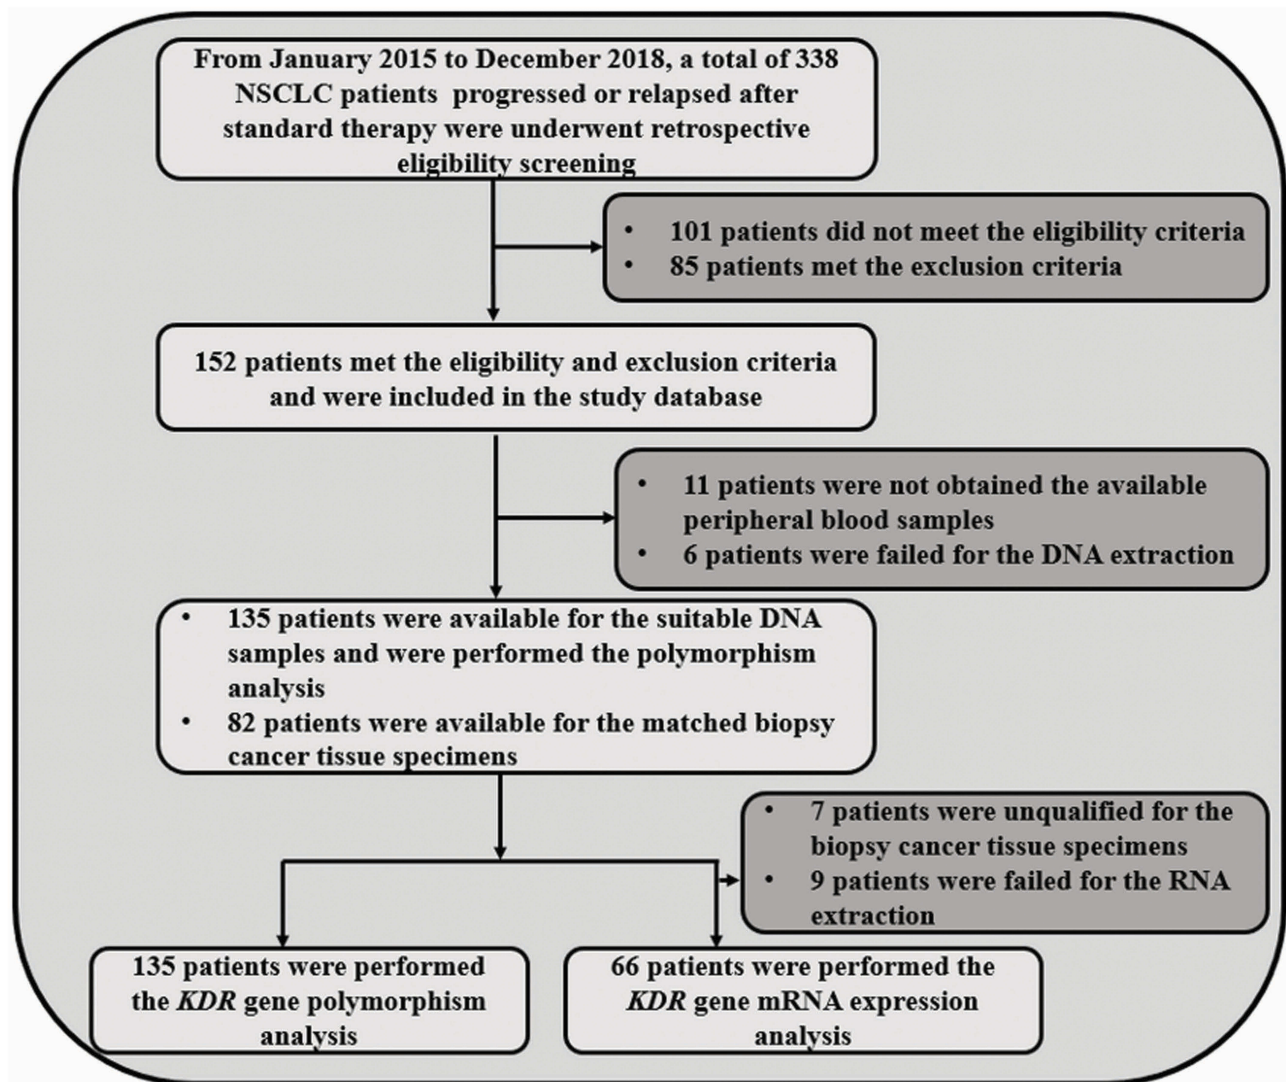 From January 2015 to December 2018, a total of 338
NSCLC patients progressed or relapsed after
standard therapy were underwent retrospective
eligibility screening
• 101 patients did not meet the eligibility criteria
• 85 patients met the exclusion criteria
152 patients met the eligibility and exclusion criteria
and were included in the study database
• 11 patients were not obtained the available
peripheral blood samples
• 6 patients were failed for the DNA extraction
• 135 patients were available for the suitable DNA
samples and were performed the polymorphism
analysis
• 82 patients were available for the matched biopsy
cancer tissue specimens
• 7 patients were unqualified for the
biopsy cancer tissue specimens
• 9 patients were failed for the RNA
extraction
135 patients were performed
the KDR gene polymorphism
analysis
66 patients were performed the
KDR gene mRNA expression
analysis